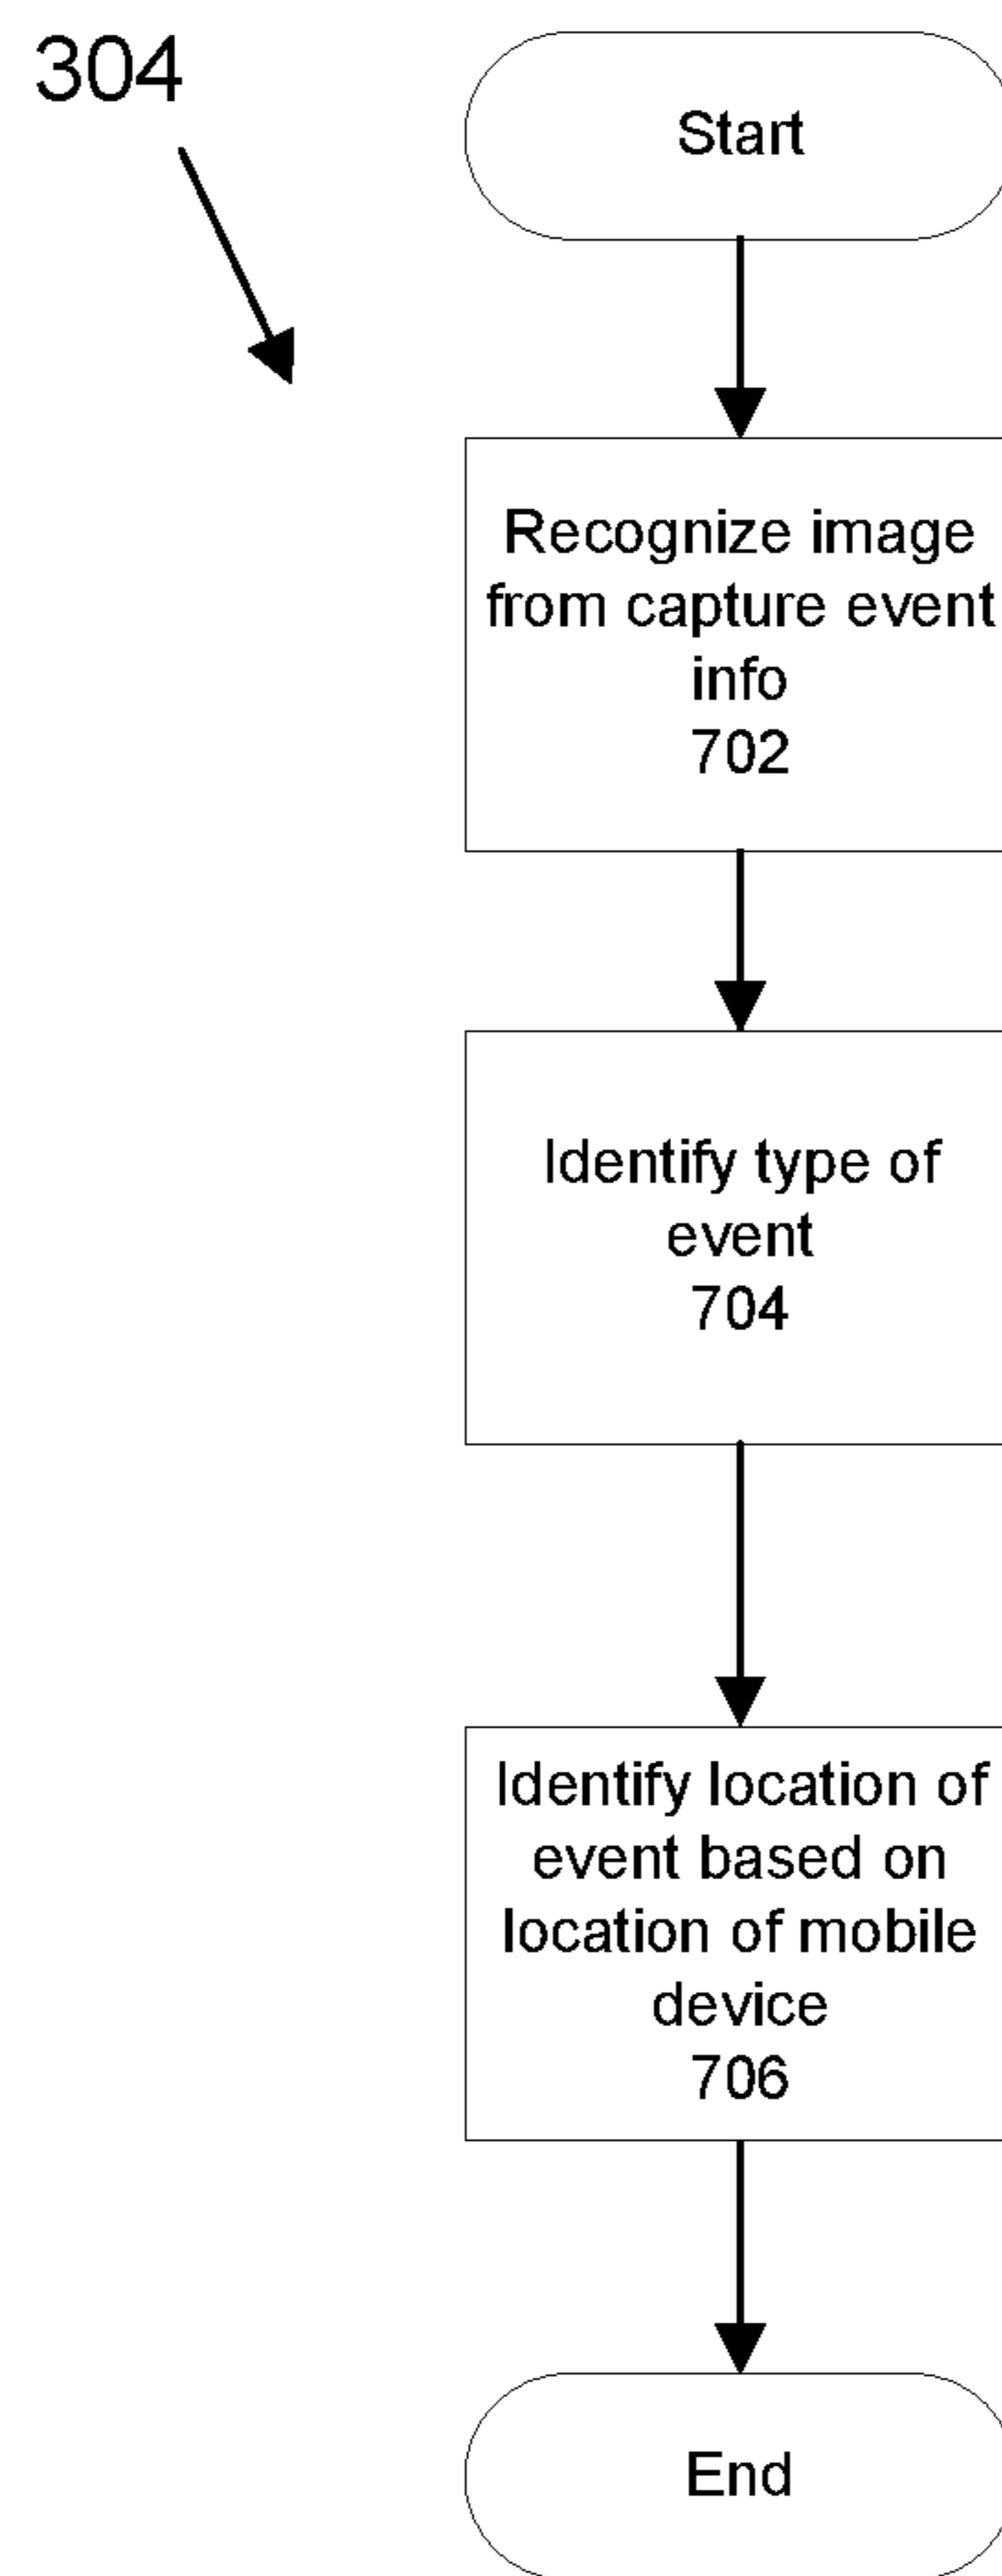 304
Start
Recognize image
from capture event
info
702
Identify type of
event
704
Identify location of
event based on
location of mobile
device
706
End